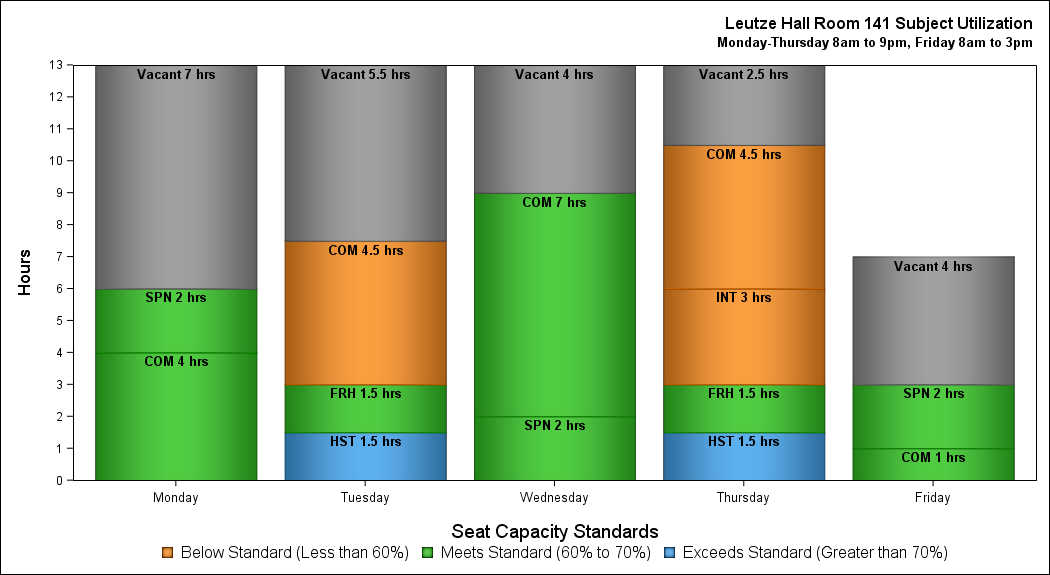 Leutze Hall Room 141 Subject Utilization
Monday-Thursday 8am to 9pm, Friday 8am to 3pm
Hours
13
12
11
10
9
8
7
6
5
4
3
2
1
0
Vacant 7 hrs
SPN 2 hrs
COM 4 hrs
Vacant 5.5 hrs
COM 4.5 hrs
FRH 1.5 hrs
HST 1.5 hrs
Vacant 4 hrs
COM 7 hrs
SPN 2 hrs
Vacant 2.5 hrs
COM 4.5 hrs
INT 3 hrs
FRH 1.5 hrs
HST 1.5 hrs
Vacant 4 hrs
SPN 2 hrs
COM 1 hrs
Monday Tuesday Wednesday Thursday Friday
Seat Capacity Standards
Below Standard (Less than 60%) Meets Standard (60% to 70%) Exceeds Standard (Greater than 70%)